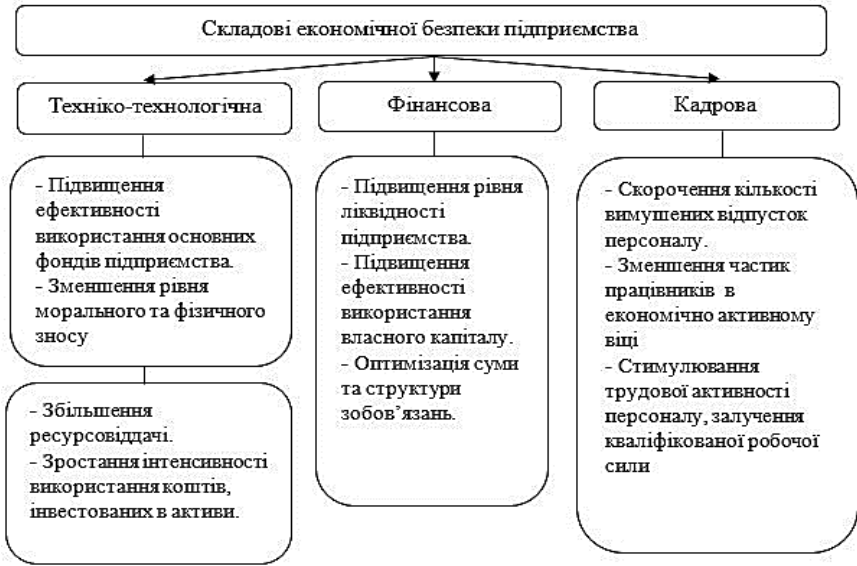 Складові економічної безпеки підприємства
Техніко-технологічна
Фінансова
Кадрова
- Підвищення
ефективності
використання основних
фондів підприємства.
- Зменшення рівня
морального та фізичного
зносу
- Збільшення
ресурсовіддачі.
- Зростання інтенсивності
використання коштів,
інвестованих в активи.
- Підвищення рівня
ліквідності
підприємства.
- Підвищення
ефективності
використання
власного капіталу.
- Оптимізація суми
та структури
зобов’язань.
- Скорочення кількості
вимушених відпусток
персоналу.
- Зменшення частик
працівників в
економічно активному
віці
- Стимулювання
трудової активності
персоналу, залучення
кваліфікованої робочої
сили